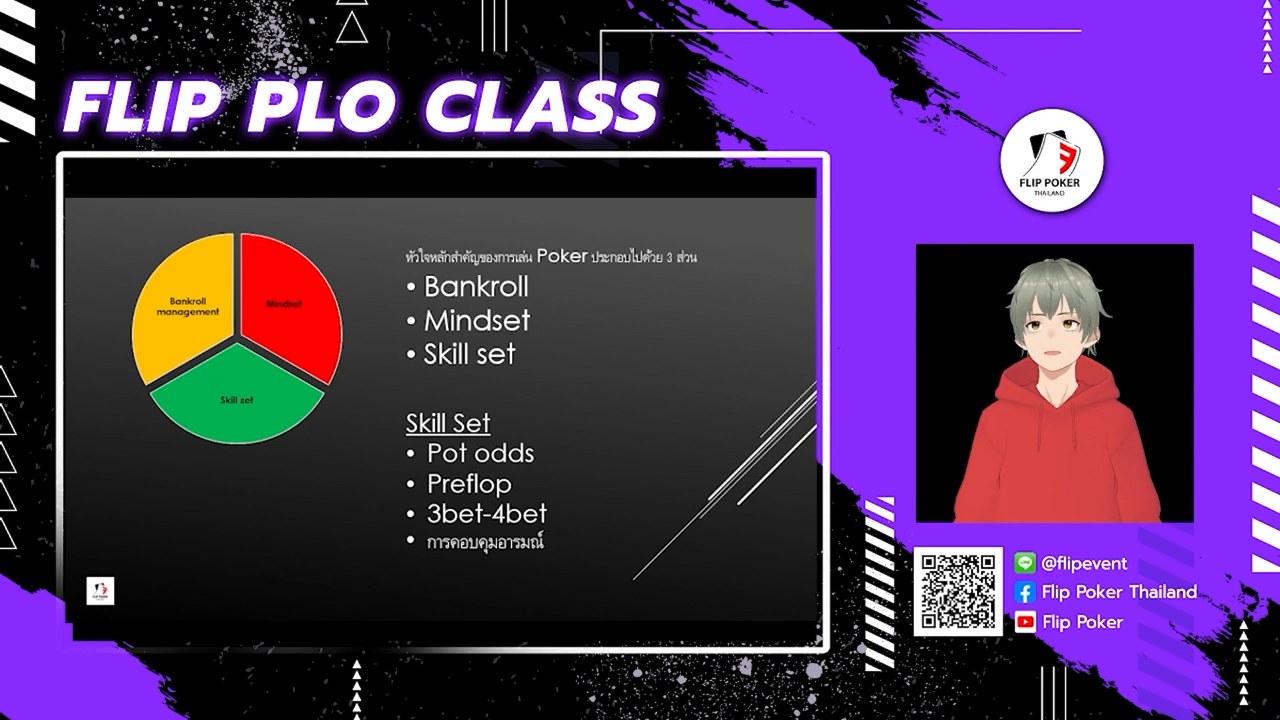 FLIP PLO CLASS
FLIP POKER
THAILAND
Bankroll
management
Mindset
Skill set
หัวใจหลักสำคัญของการเล่น Poker ประกอบไปด้วย 3 ส่วน
• Bankroll
• Mindset
• Skill set
Skill Set
• Pot odds
• Preflop
• 3bet-4bet
• การคอบคุมอารมณ์
LINE
@flipevent
Flip Poker Thailand
Flip Poker